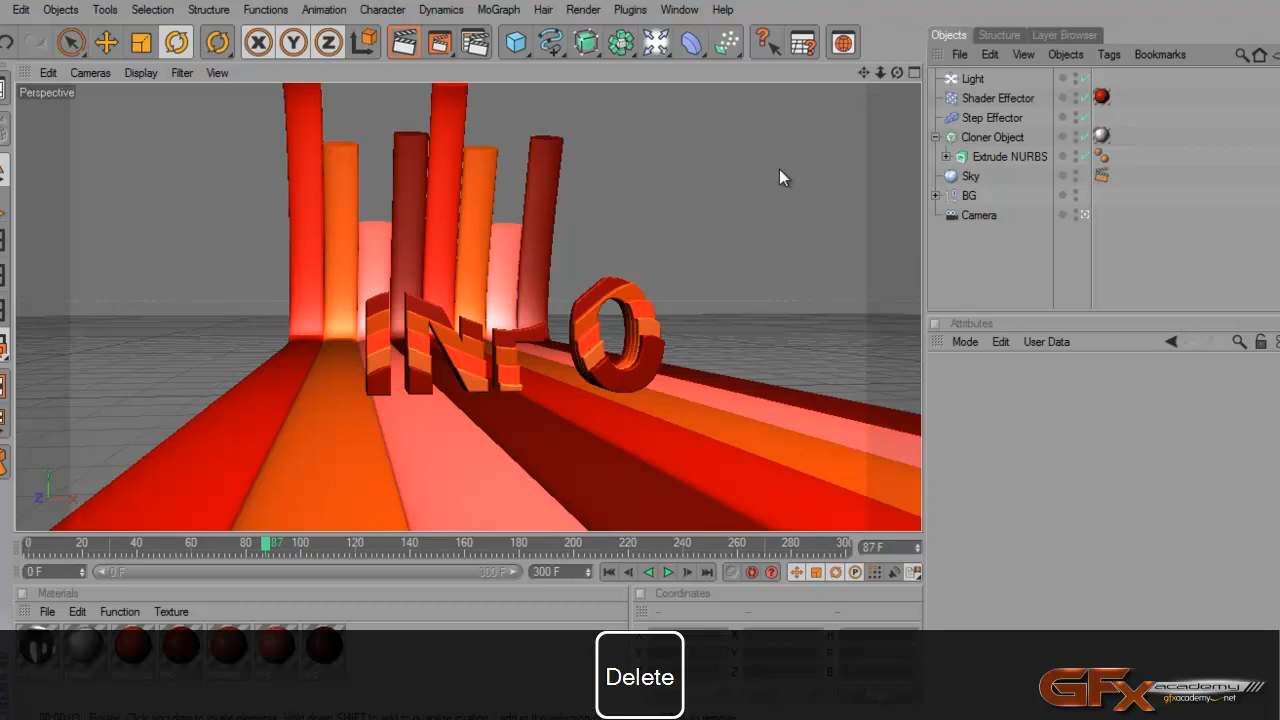 Edit Objects Tools Selection Structure Functions Animation Character Dynamics MoGraph Hair Render Plugins Window Help
X Y Z
Objects Structure Layer Browser
File Edit View Objects Tags Bookmarks
Edit Cameras Display Filter View
Perspective
Light
Shader Effector
Step Effector
Cloner Object
Extrude NURBS
Sky
BG
Camera
INFO
Attributes
Mode Edit User Data
0 20 40 60 80 87 100 120 140 160 180 200 220 240 260 280 300
87 F
0 F 0 F 300 F 300 F
Materials
File Edit Function Texture
Coordinates
Delete
GFx academy
gfxacademy.net